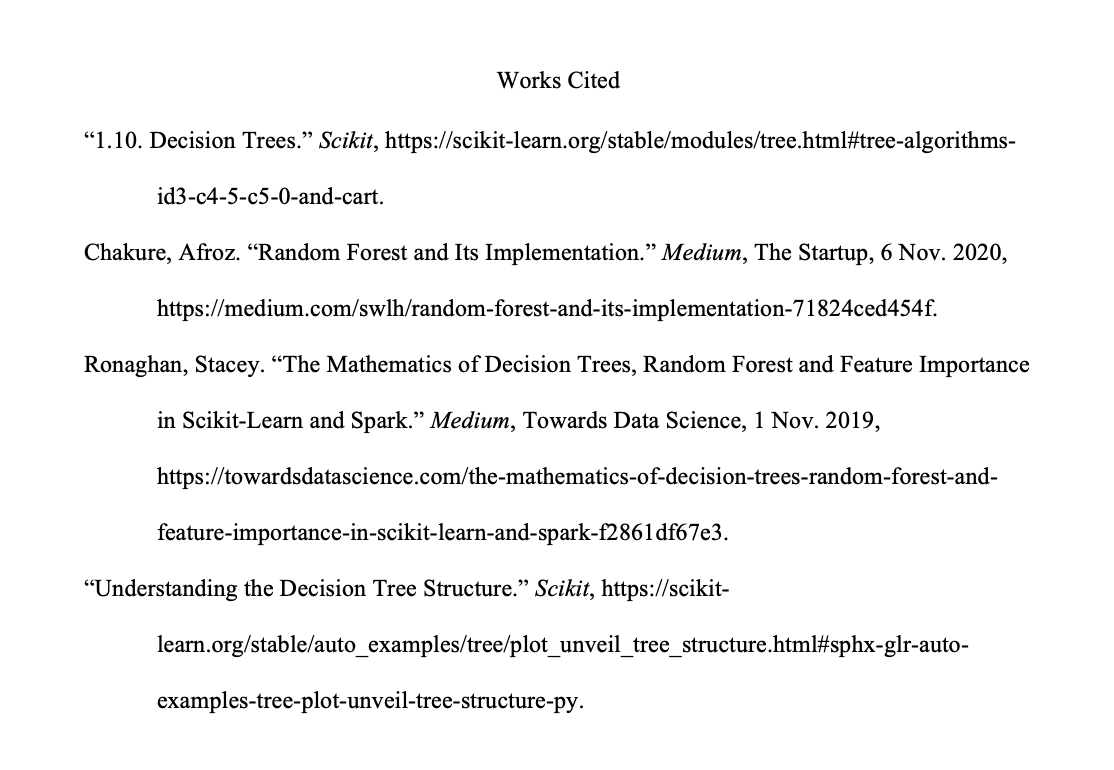 Works Cited
“1.10. Decision Trees.” Scikit, https://scikit-learn.org/stable/modules/tree.html#tree-algorithms-
id3-c4-5-c5-0-and-cart.
Chakure, Afroz. “Random Forest and Its Implementation.” Medium, The Startup, 6 Nov. 2020,
https://medium.com/swlh/random-forest-and-its-implementation-71824ced454f.
Ronaghan, Stacey. “The Mathematics of Decision Trees, Random Forest and Feature Importance
in Scikit-Learn and Spark.” Medium, Towards Data Science, 1 Nov. 2019,
https://towardsdatascience.com/the-mathematics-of-decision-trees-random-forest-and-
feature-importance-in-scikit-learn-and-spark-f2861df67e3.
“Understanding the Decision Tree Structure.” Scikit, https://scikit-
learn.org/stable/auto_examples/tree/plot_unveil_tree_structure.html#sphx-glr-auto-
examples-tree-plot-unveil-tree-structure-py.